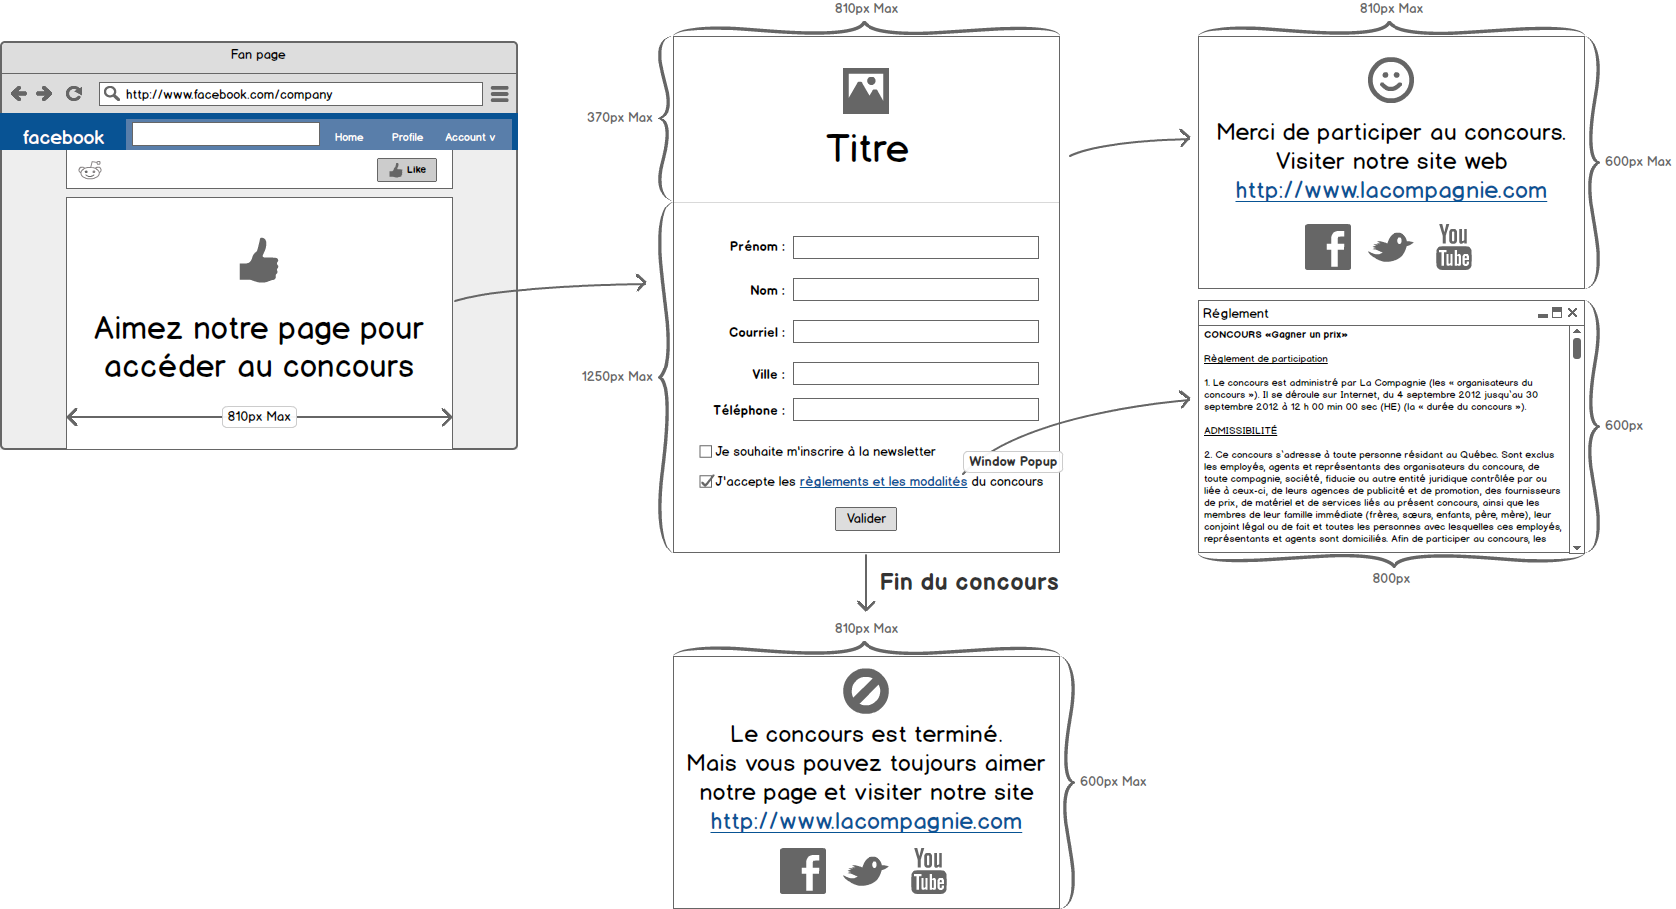 Fan page
http://www.facebook.com/company
facebook
Home
Profile
Account v
Like
Aimez notre page pour
accéder au concours
810px Max
810px Max
370px Max
Titre
1250px Max
Prénom :
Nom :
Courriel :
Ville :
Téléphone :
Je souhaite m'inscrire à la newsletter
Window Popup
J'accepte les règlements et les modalités du concours
Valider
Fin du concours
810px Max
Merci de participer au concours.
Visiter notre site web
http://www.lacompagnie.com
f
You
Tube
600px Max
Réglement
CONCOURS «Gagner un prix»
Règlement de participation
1. Le concours est administré par La Compagnie (les « organisateurs du
concours »). Il se déroule sur Internet, du 4 septembre 2012 jusqu'au 30
septembre 2012 à 12 h 00 min 00 sec (HE) (la « durée du concours »).
ADMISSIBILITÉ
2. Ce concours s'adresse à toute personne résidant au Québec. Sont exclus
les employés, agents et représentants des organisateurs du concours, de
toute compagnie, société, fiducie ou autre entité juridique contrôlée par ou
liée à ceux-ci, de leurs agences de publicité et de promotion, des fournisseurs
de prix, de matériel et de services liés au présent concours, ainsi que les
membres de leur famille immédiate (frères, sœurs, enfants, père, mère), leur
conjoint légal ou de fait et toutes les personnes avec lesquelles ces employés,
représentants et agents sont domiciliés. Afin de participer au concours, les
600px
800px
810px Max
Le concours est terminé.
Mais vous pouvez toujours aimer
notre page et visiter notre site
http://www.lacompagnie.com
f
You
Tube
600px Max